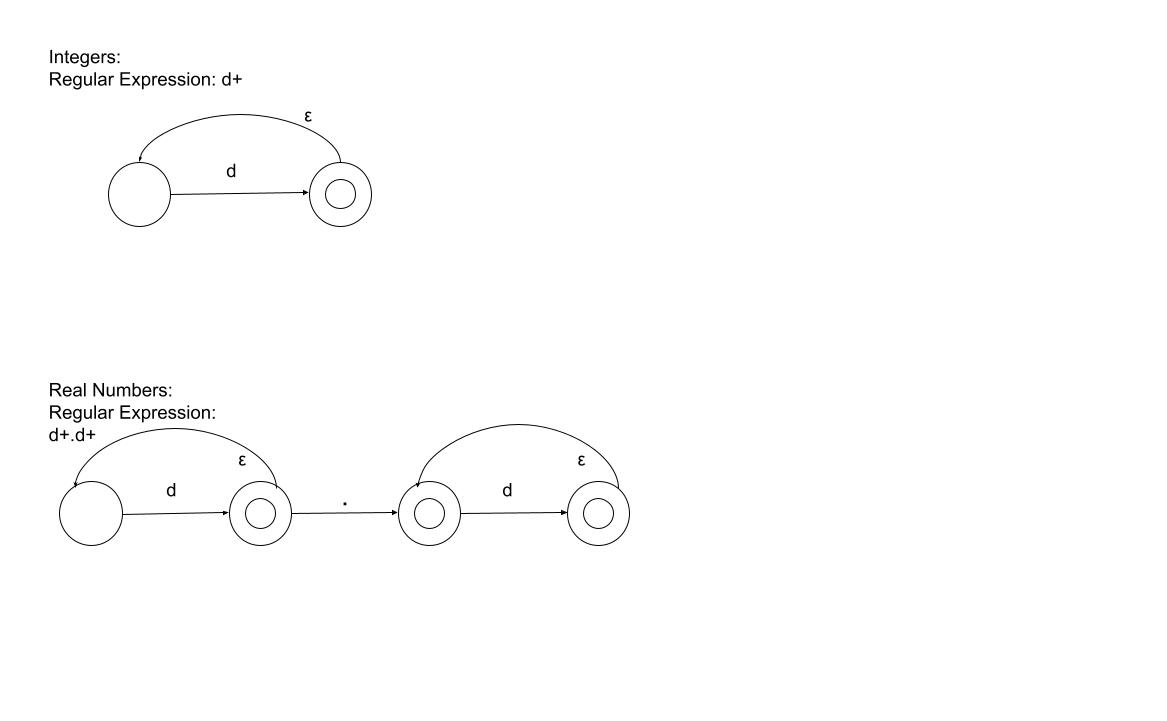 Integers:
Regular Expression: d+
ε
d
Real Numbers:
Regular Expression:
d+.d+
ε
ε
d
.
d